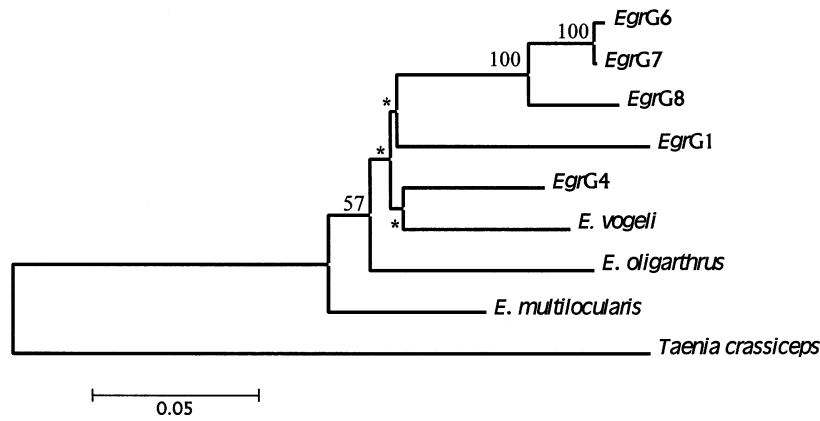 EgrG6
100
EgrG7
100
EgrG8
*
EgrG1
*
EgrG4
57
E. vogeli
*
E. oligarthrus
E. multilocularis
Taenia crassiceps
0.05